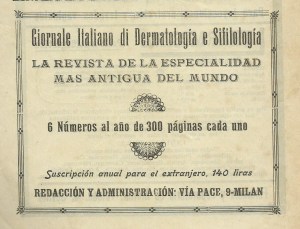 Giornale Italiano di Dermatologia e Sifilologia
LA REVISTA DE LA ESPECIALIDAD
MAS ANTIGUA DEL MUNDO
6 Números al año de 300 páginas cada uno
Suscripción anual para el extranjero, 140 liras
REDACCIÓN Y ADMINISTRACIÓN: VÍA PACE, 9-MILAN